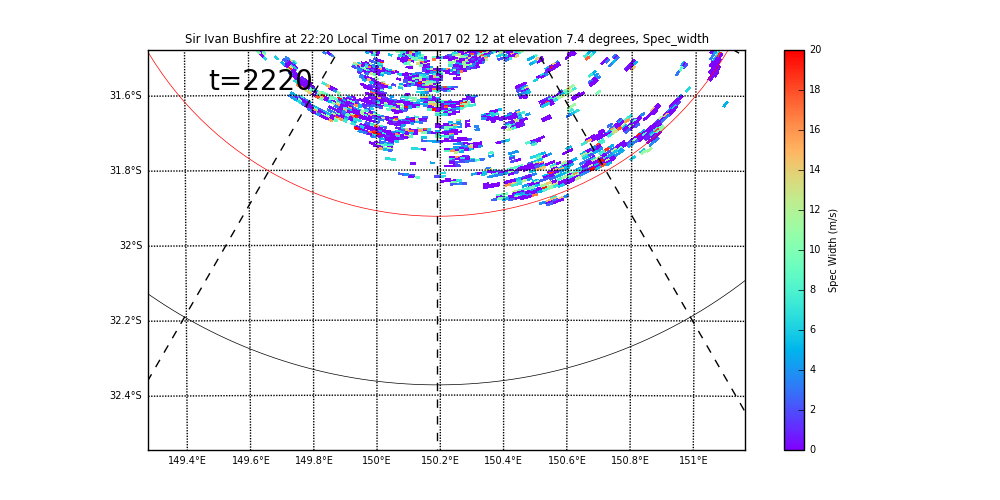 Sir Ivan Bushfire at 22:20 Local Time on 2017 02 12 at elevation 7.4 degrees, Spec_width
t=2220
31.6°S
31.8°S
32°S
32.2°S
32.4°S
149.4°E 149.6°E 149.8°E 150°E 150.2°E 150.4°E 150.6°E 150.8°E 151°E
20
18
16
14
12
10
8
6
4
2
0
Spec Width (m/s)